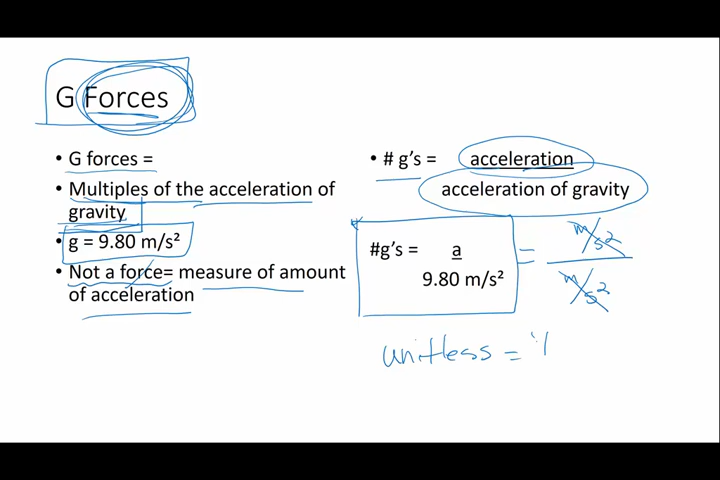 G Forces
• G forces =
• Multiples of the acceleration of
gravity
• g = 9.80 m/s²
• Not a force= measure of amount
of acceleration
• # g's = acceleration
acceleration of gravity
#g's = a
9.80 m/s²
= m/s²
m/s²
unitless =